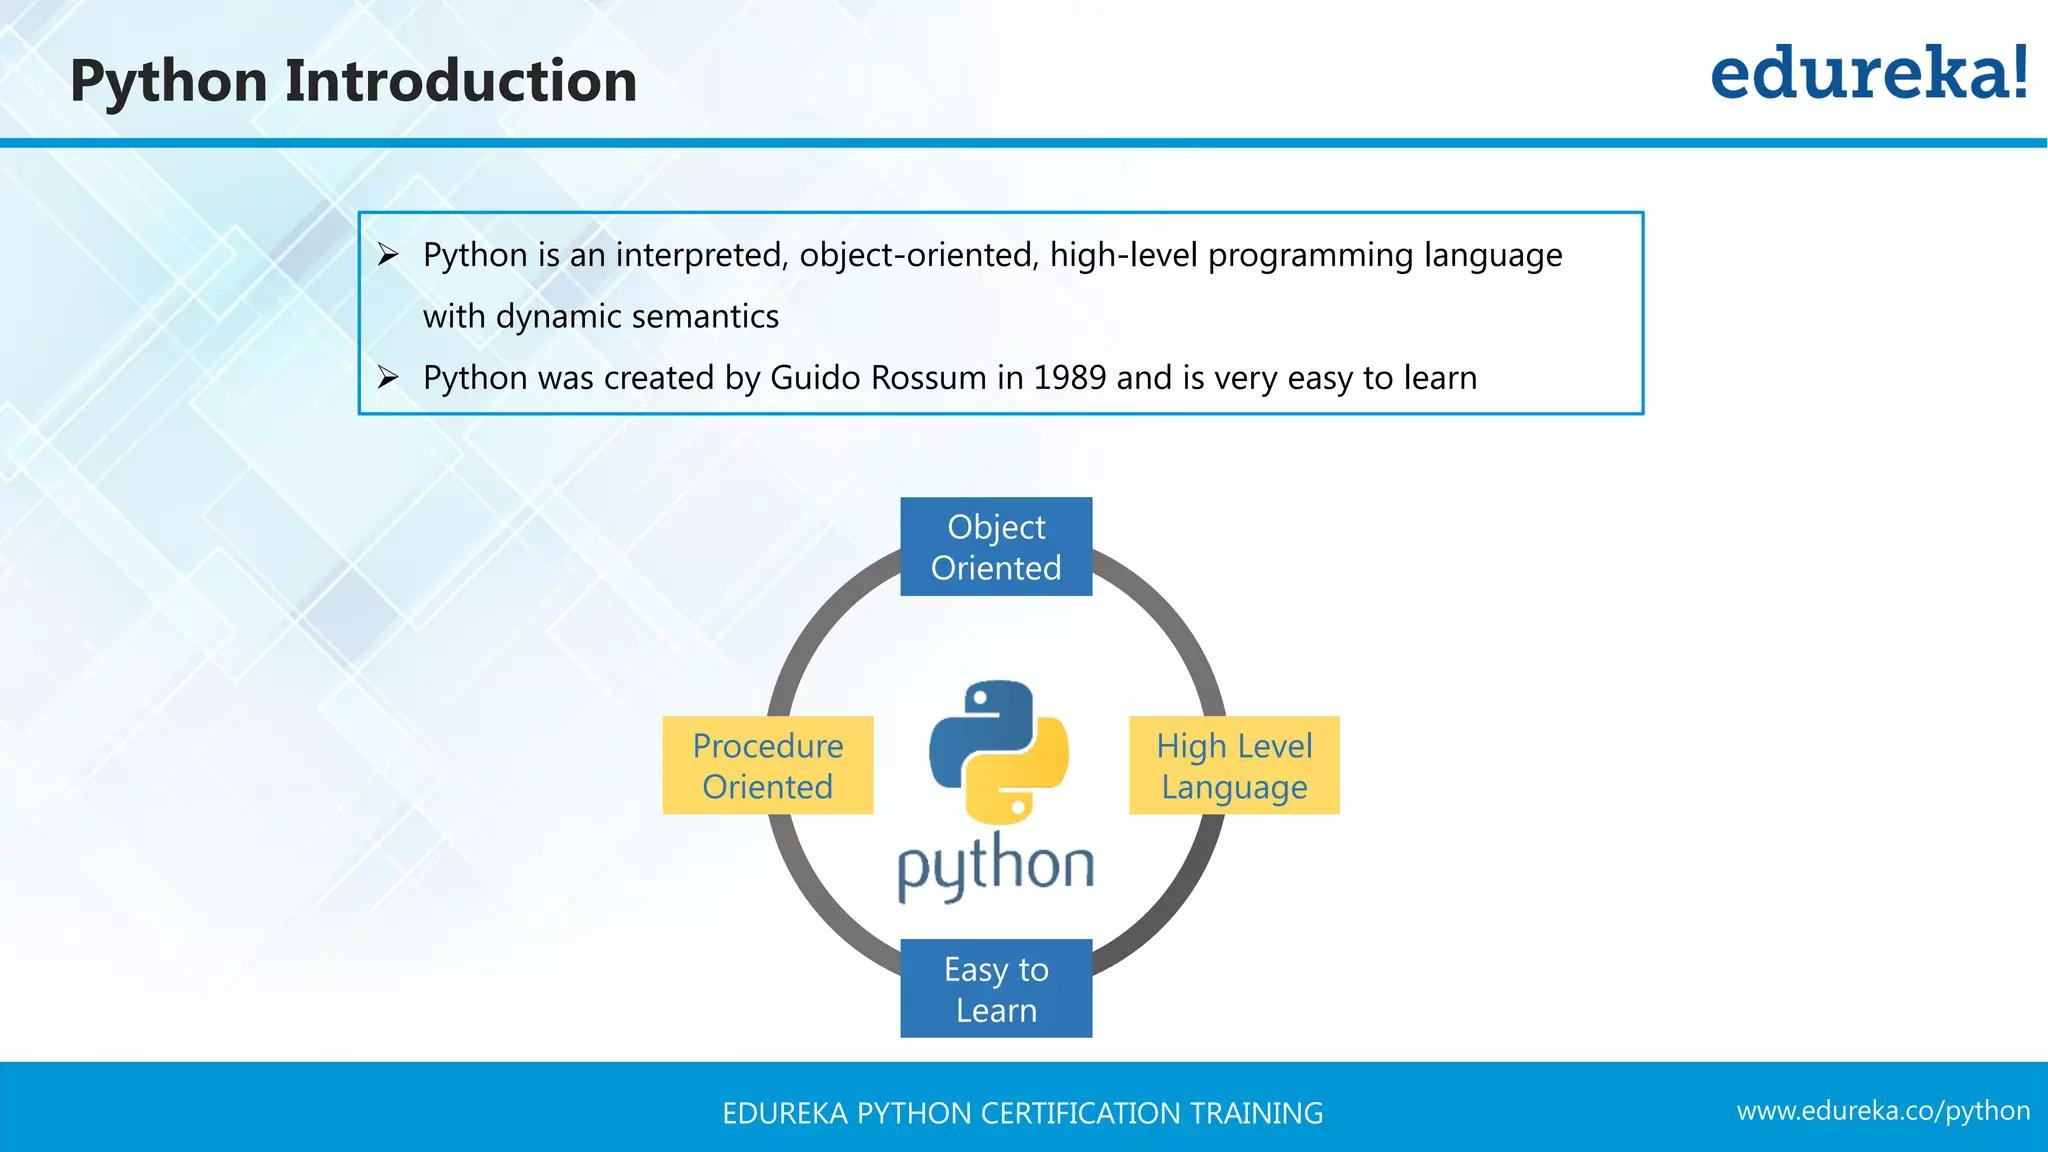 Python Introduction
edureka!
➢ Python is an interpreted, object-oriented, high-level programming language
with dynamic semantics
➢ Python was created by Guido Rossum in 1989 and is very easy to learn
Object
Oriented
Procedure
Oriented
High Level
Language
python
Easy to
Learn
EDUREKA PYTHON CERTIFICATION TRAINING
www.edureka.co/python